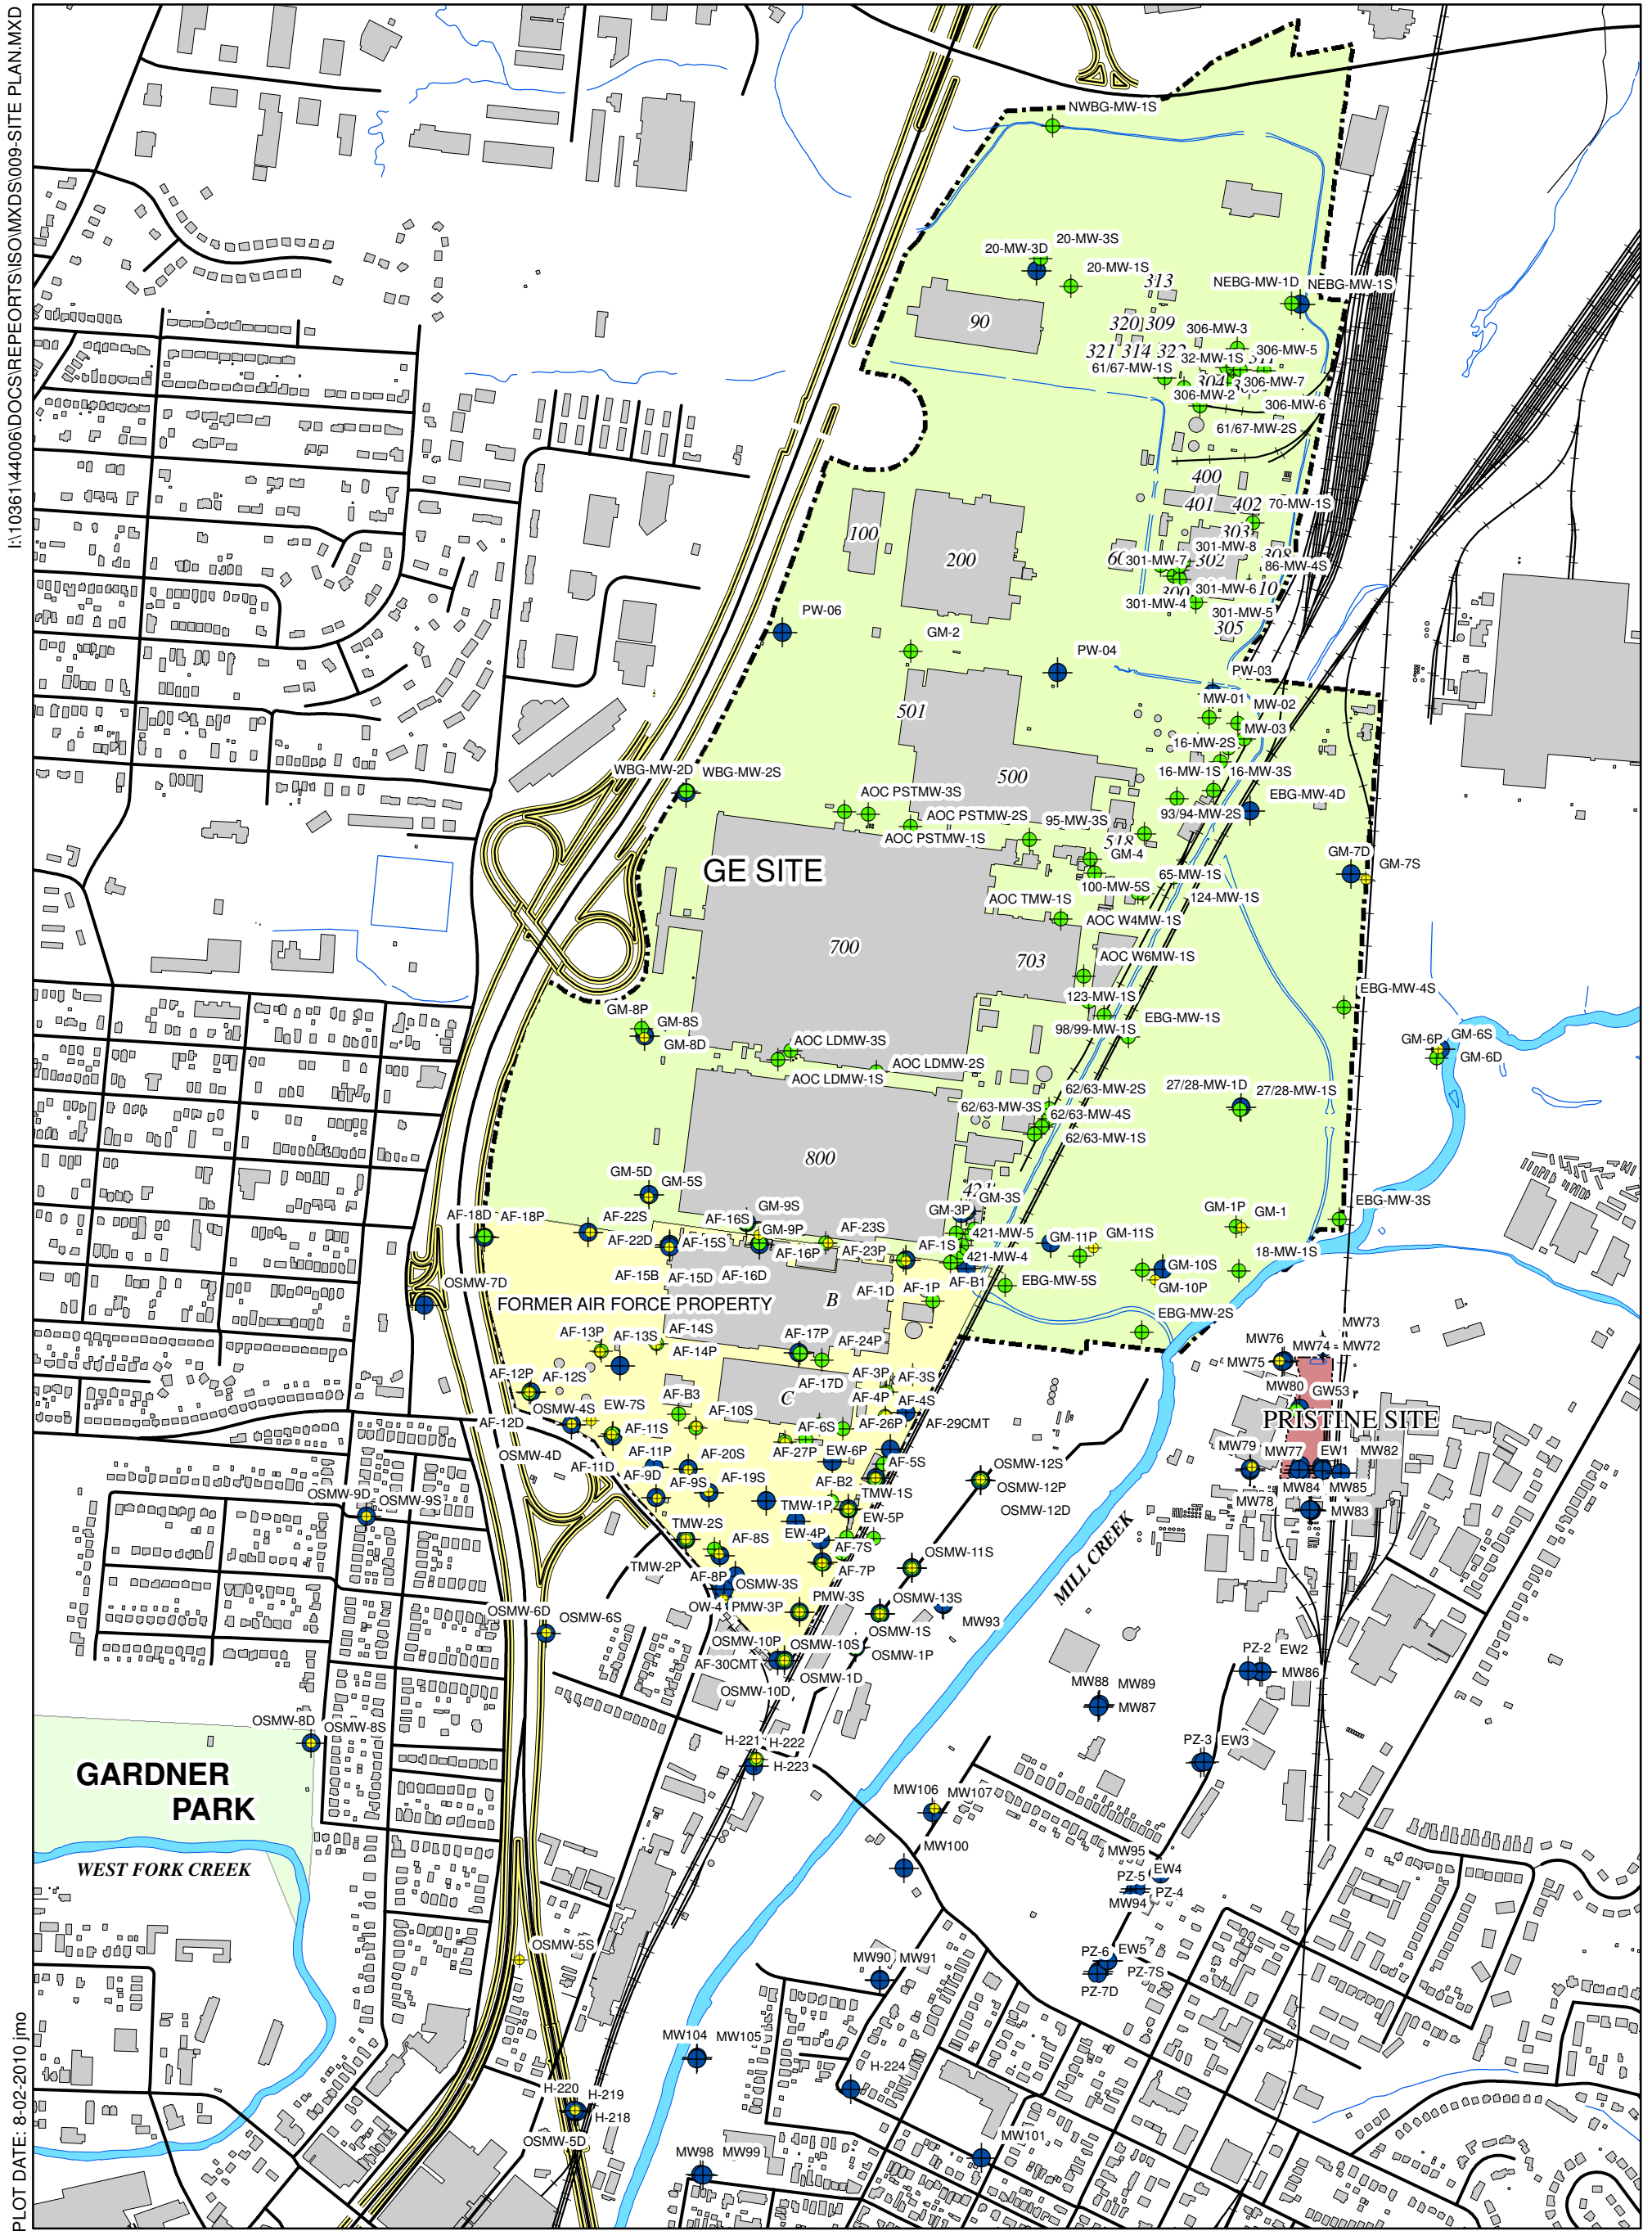 I:\10361\44006\DOCS\REPEORTS\ISO\MXDS\009-SITE PLAN.MXD
NWBG-MW-1S
20-MW-3S
20-MW-3D
20-MW-1S
313
NEBG-MW-1D
NEBG-MW-1S
90
320
309
306-MW-3
321
314
32-MW-1S
306-MW-5
61/67-MW-1S
304
306-MW-7
306-MW-2
306-MW-6
61/67-MW-2S
400
401
402
70-MW-1S
100
200
303
301-MW-8
308
301-MW-7
302
86-MW-4S
300
301-MW-6
301-MW-4
301-MW-5
305
PW-06
GM-2
PW-04
PW-03
501
MW-01
MW-02
MW-03
16-MW-2S
500
WBG-MW-2D
WBG-MW-2S
16-MW-1S
16-MW-3S
AOC PSTMW-3S
EBG-MW-4D
AOC PSTMW-2S
95-MW-3S
93/94-MW-2S
AOC PSTMW-1S
518
GM-4
GM-7D
GM-7S
GE SITE
65-MW-1S
100-MW-5S
124-MW-1S
AOC TMW-1S
AOC W4MW-1S
700
703
AOC W6MW-1S
EBG-MW-4S
123-MW-1S
GM-8P
GM-8S
EBG-MW-1S
98/99-MW-1S
GM-8D
AOC LDMW-3S
GM-6P
GM-6S
GM-6D
AOC LDMW-2S
AOC LDMW-1S
62/63-MW-2S
27/28-MW-1D
27/28-MW-1S
62/63-MW-3S
62/63-MW-4S
62/63-MW-1S
800
GM-5D
GM-5S
GM-3S
EBG-MW-3S
GM-9S
GM-3P
GM-1P
GM-1
AF-18D
AF-18P
AF-22S
AF-16S
GM-9P
AF-23S
421-MW-5
GM-11S
GM-11P
AF-22D
AF-15S
AF-16P
AF-23P
AF-1S
421-MW-4
18-MW-1S
AF-15B
AF-15D
AF-16D
AF-B1
GM-10S
OSMW-7D
AF-1D
AF-1P
EBG-MW-5S
GM-10P
FORMER AIR FORCE PROPERTY
B
EBG-MW-2S
AF-13P
AF-13S
AF-14S
AF-17P
AF-24P
MW73
AF-14P
MW76
MW74
MW72
MW75
AF-12P
AF-12S
AF-17D
AF-3P
AF-3S
AF-4P
MW80
C
AF-4S
GW53
AF-B3
OSMW-4S
EW-7S
AF-10S
AF-26P
AF-29CMT
PRISTINE SITE
AF-12D
AF-11S
AF-6S
OSMW-4D
AF-11P
AF-20S
AF-27P
EW-6P
AF-5S
MW79
MW77
EW1
MW82
AF-11D
AF-9D
AF-9S
AF-19S
AF-B2
OSMW-12S
OSMW-12P
OSMW-9D
OSMW-9S
TMW-1P
TMW-1S
OSMW-12D
MW78
MW84
MW85
MW83
TMW-2S
EW-4P
EW-5P
AF-8S
AF-7S
OSMW-11S
TMW-2P
AF-8P
AF-7P
OSMW-3S
MILL CREEK
OW-4
PMW-3P
PMW-3S
OSMW-13S
OSMW-6D
OSMW-6S
OSMW-1S
MW93
OSMW-10P
OSMW-10S
OSMW-1P
AF-30CMT
OSMW-1D
PZ-2
EW2
OSMW-10D
MW86
MW88
MW89
MW87
OSMW-8D
OSMW-8S
H-221
H-222
H-223
PZ-3
EW3
GARDNER
PARK
MW106
MW107
WEST FORK CREEK
MW100
MW95
EW4
PZ-5
PZ-4
MW94
OSMW-5S
MW90
MW91
PZ-6
EW5
PZ-7S
PZ-7D
MW104
MW105
H-224
H-220
H-219
H-218
OSMW-5D
MW101
MW98
MW99
PLOT DATE: 8-02-2010 jmo